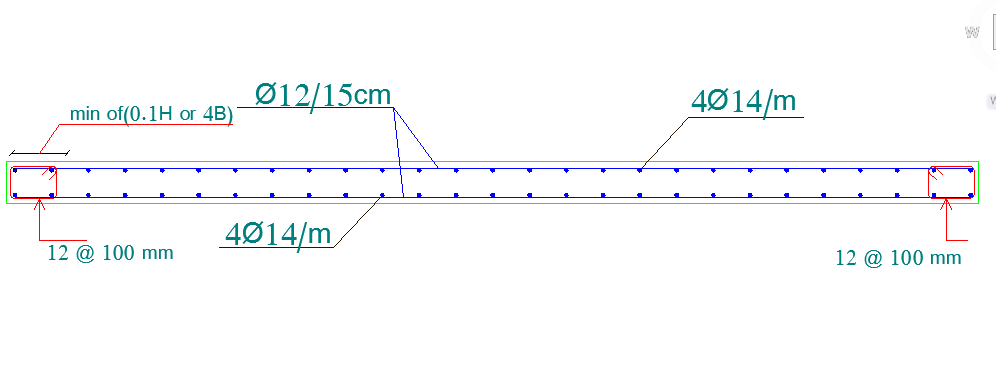 W
Ø12/15cm
4Ø14/m
min of(0.1H or 4B)
4Ø14/m
12 @ 100 mm
12 @ 100 mm